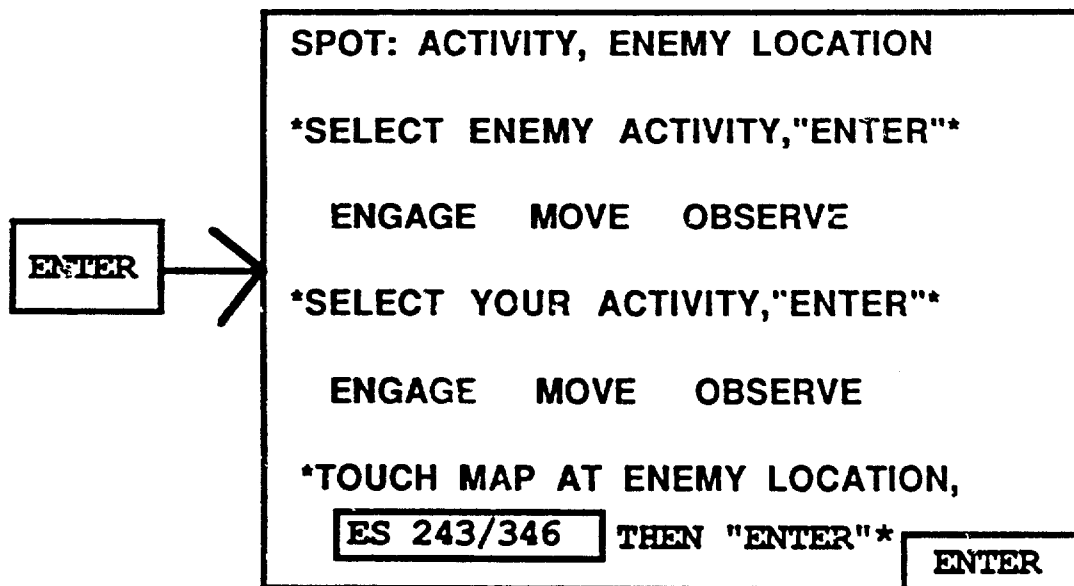 SPOT: ACTIVITY, ENEMY LOCATION
*SELECT ENEMY ACTIVITY,"ENTER"*
ENGAGE MOVE OBSERVE
ENTER
*SELECT YOUR ACTIVITY,"ENTER"*
ENGAGE MOVE OBSERVE
*TOUCH MAP AT ENEMY LOCATION,
ES 243/346 THEN "ENTER"*
ENTER